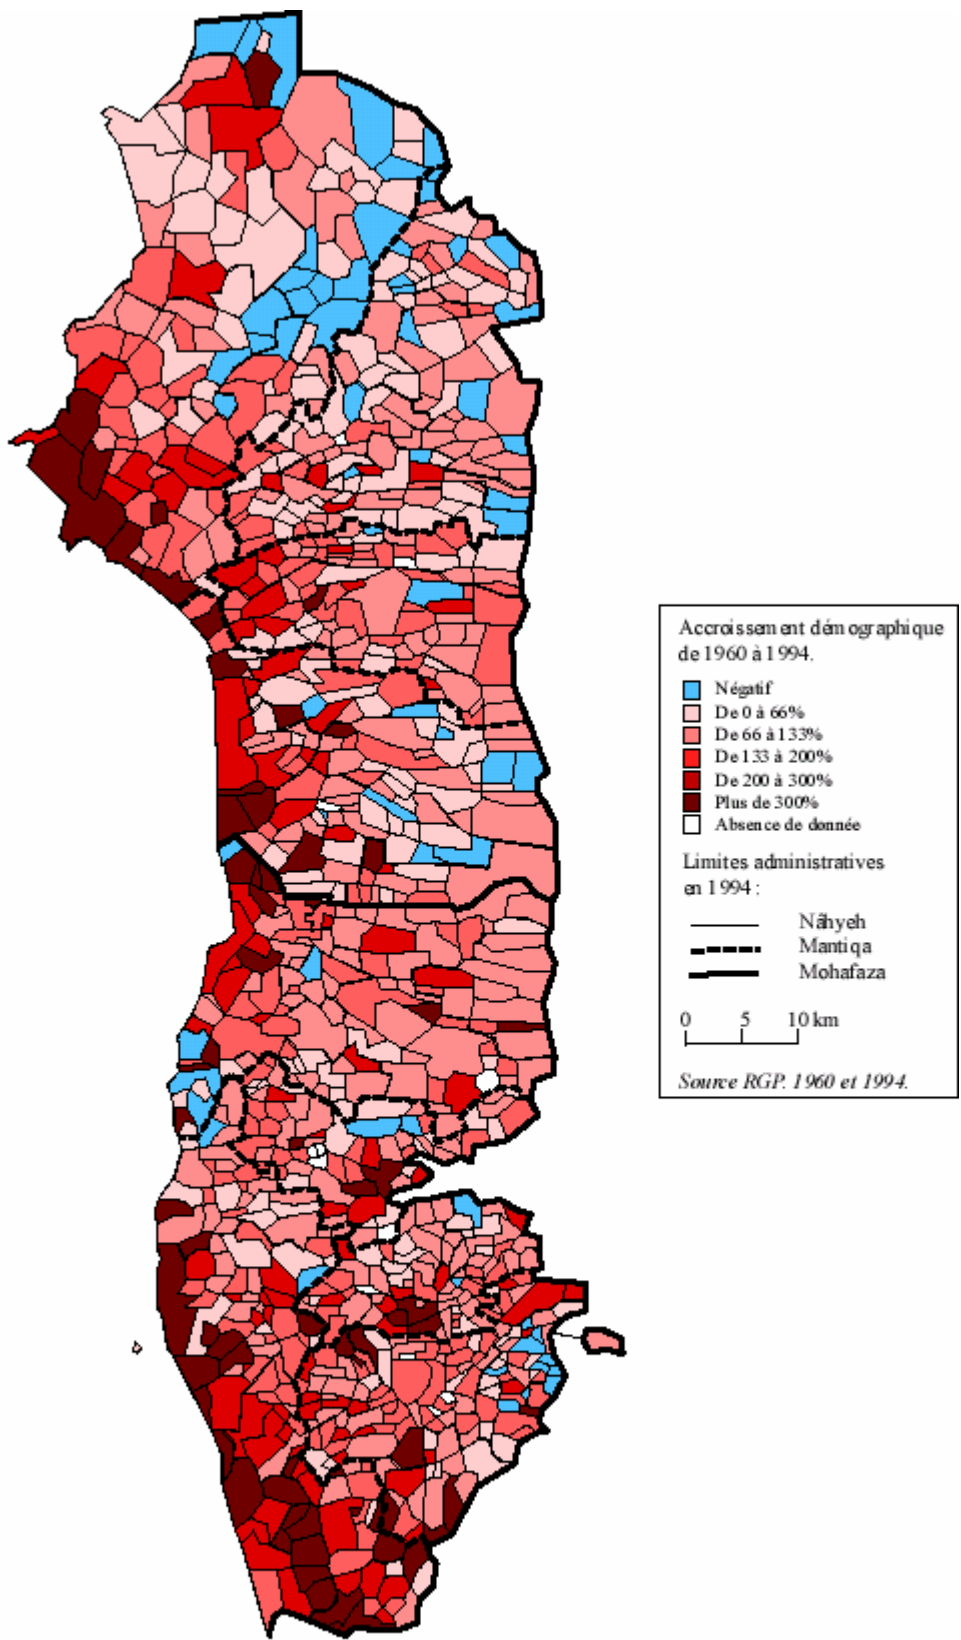 Accroissement démographique
de 1960 à 1994.
Négatif
De 0 à 66%
De 66 à 133%
De 133 à 200%
De 200 à 300%
Plus de 300%
Absence de donnée
Limites administratives
en 1994 :
Nâhyeh
Mantiqa
Mohafaza
0 5 10 km
Source RGP. 1960 et 1994.